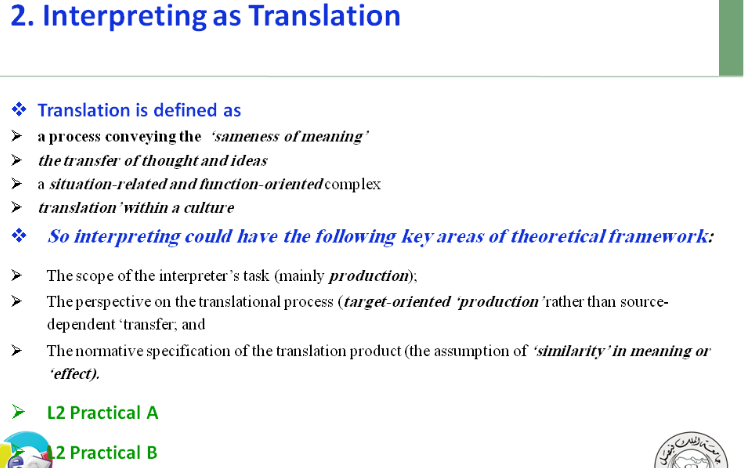 2. Interpreting as Translation
Translation is defined as
a process conveying the ‘sameness of meaning’
the transfer of thought and ideas
a situation-related and function-oriented complex
translation’ within a culture
So interpreting could have the following key areas of theoretical framework:
The scope of the interpreter’s task (mainly production);
The perspective on the translational process (target-oriented ‘production’ rather than source-
dependent ‘transfer; and
The normative specification of the translation product (the assumption of ‘similarity’ in meaning or
‘effect).
L2 Practical A
L2 Practical B